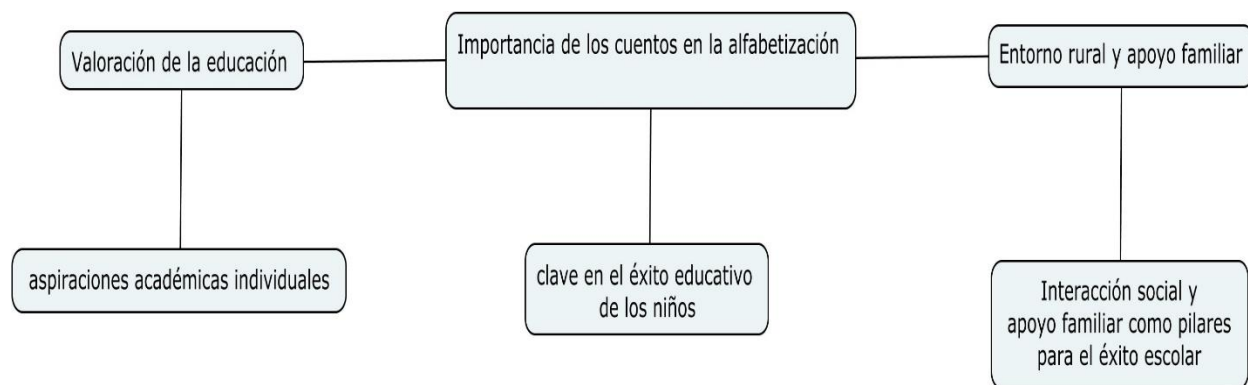 Importancia de los cuentos en la alfabetización
Valoración de la educación
Entorno rural y apoyo familiar
aspiraciones académicas individuales
clave en el éxito educativo
de los niños
Interacción social y
apoyo familiar como pilares
para el éxito escolar